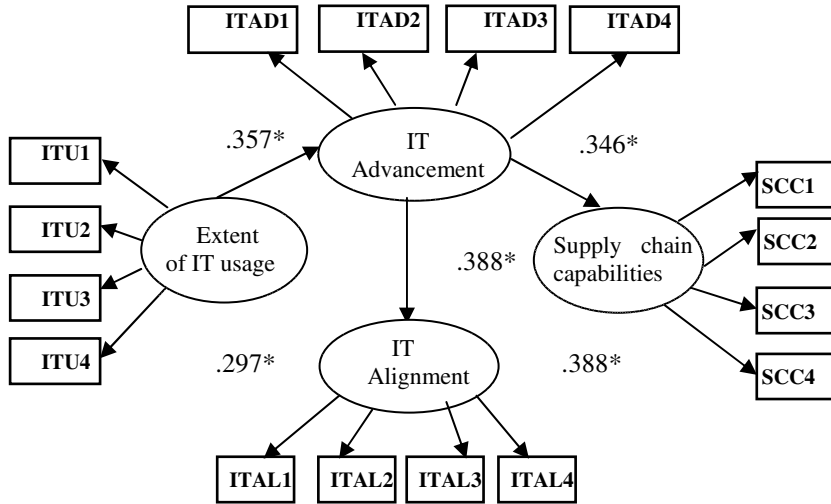 ITAD1
ITAD2
ITAD3
ITAD4
.357*
IT
Advancement
.346*
ITU1
ITU2
ITU3
ITU4
Extent
of IT usage
.388*
Supply chain
capabilities
SCC1
SCC2
SCC3
SCC4
.297*
IT
Alignment
.388*
ITAL1
ITAL2
ITAL3
ITAL4